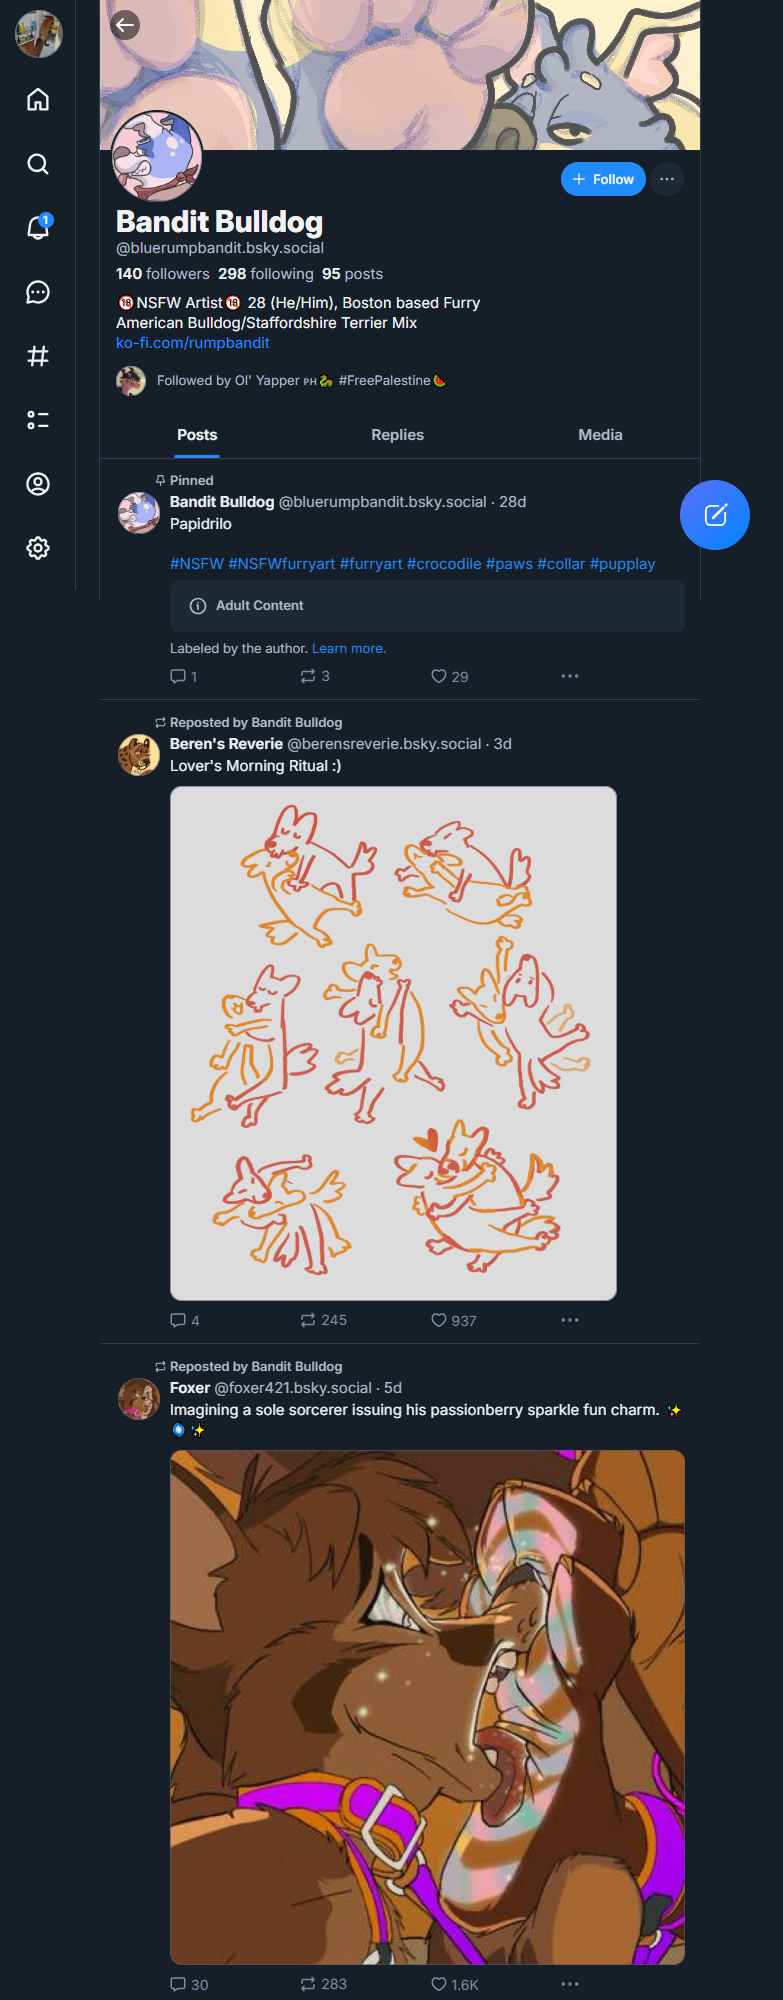 1
Follow
Bandit Bulldog
@bluerumpbandit.bsky.social
140 followers 298 following 95 posts
🔞NSFW Artist🔞 28 (He/Him), Boston based Furry
American Bulldog/Staffordshire Terrier Mix
ko-fi.com/rumpbandit
Followed by Ol' Yapper ᴘʜ🐉 #FreePalestine🍉
Posts Replies Media
Pinned
Bandit Bulldog @bluerumpbandit.bsky.social · 28d
Papidrilo
#NSFW #NSFWfurryart #furryart #crocodile #paws #collar #pupplay
Adult Content
Labeled by the author. Learn more.
1 3 29
Reposted by Bandit Bulldog
Beren's Reverie @berensreverie.bsky.social · 3d
Lover's Morning Ritual :)
4 245 937
Reposted by Bandit Bulldog
Foxer @foxer421.bsky.social · 5d
Imagining a sole sorcerer issuing his passionberry sparkle fun charm. ✨
🧿✨
30 283 1.6K